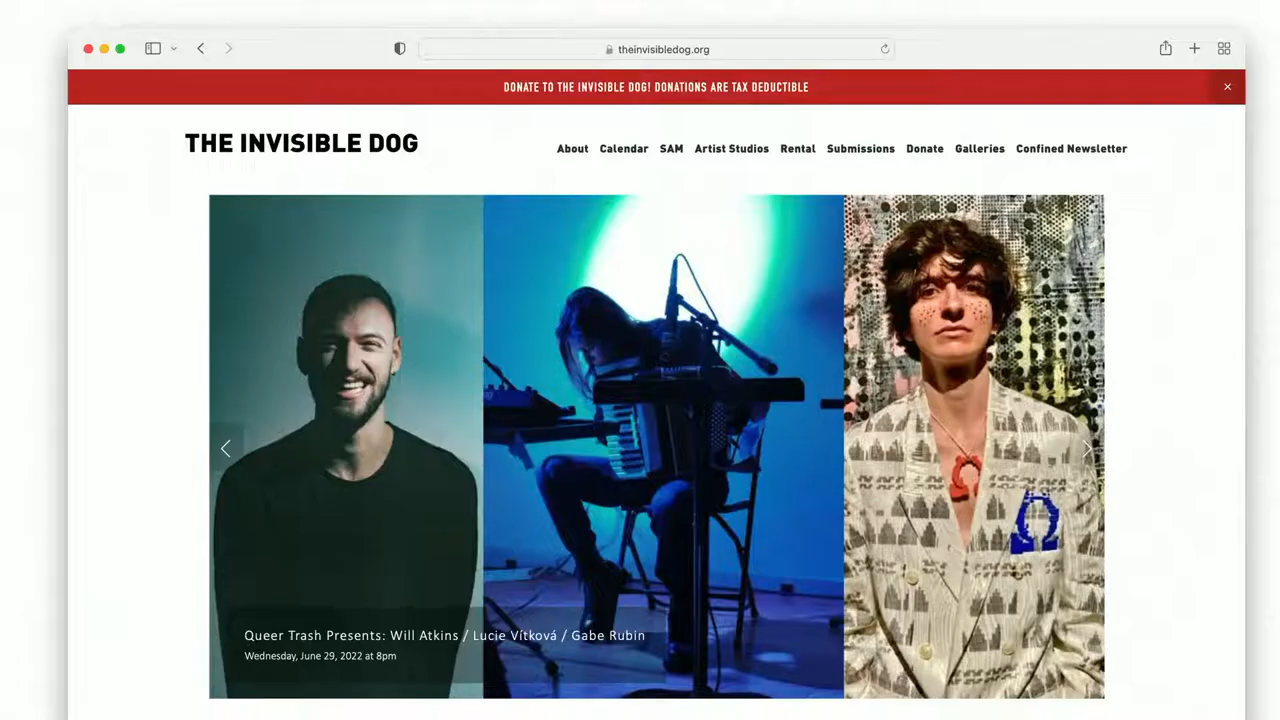 theinvisibledog.org
DONATE TO THE INVISIBLE DOG! DONATIONS ARE TAX DEDUCTIBLE
THE INVISIBLE DOG
About Calendar SAM Artist Studios Rental Submissions Donate Galleries Confined Newsletter
Queer Trash Presents: Will Atkins / Lucie Vítková / Gabe Rubin
Wednesday, June 29, 2022 at 8pm